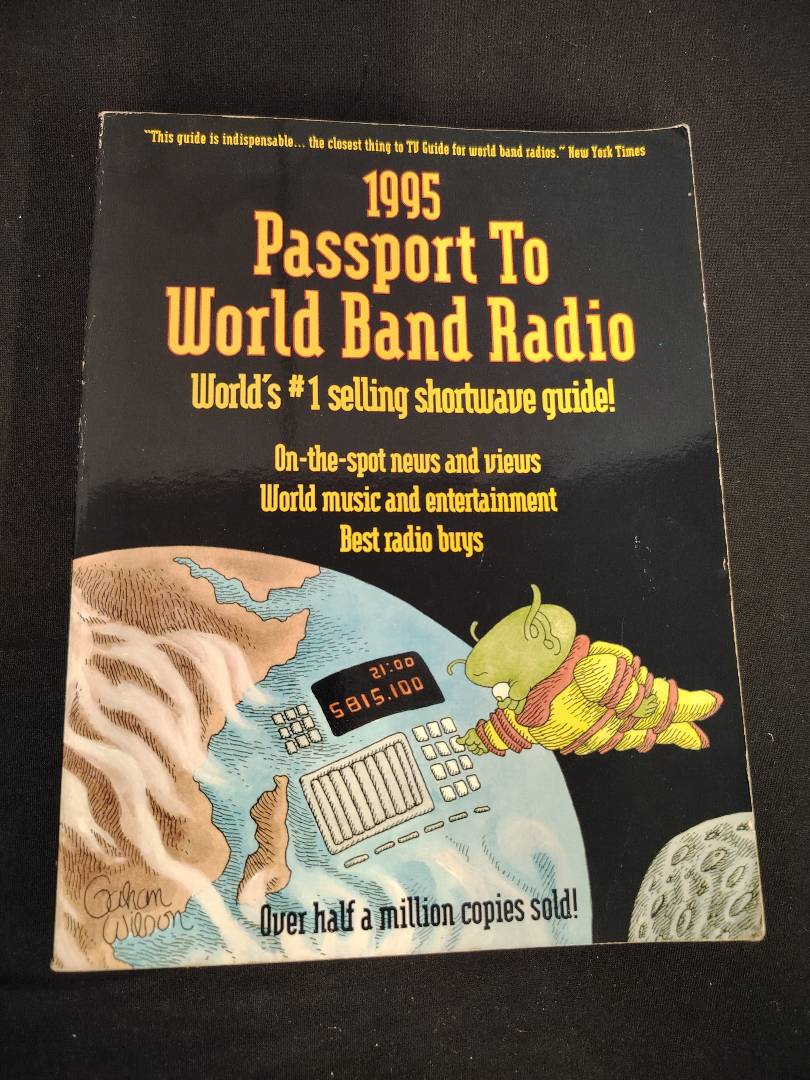 "This guide is indispensable... the closest thing to TV Guide for world band radios." New York Times
1995
Passport To
World Band Radio
World's #1 selling shortwave guide!
On-the-spot news and views
World music and entertainment
Best radio buys
21:00
5815.100
Gahan
Wilson
Over half a million copies sold!